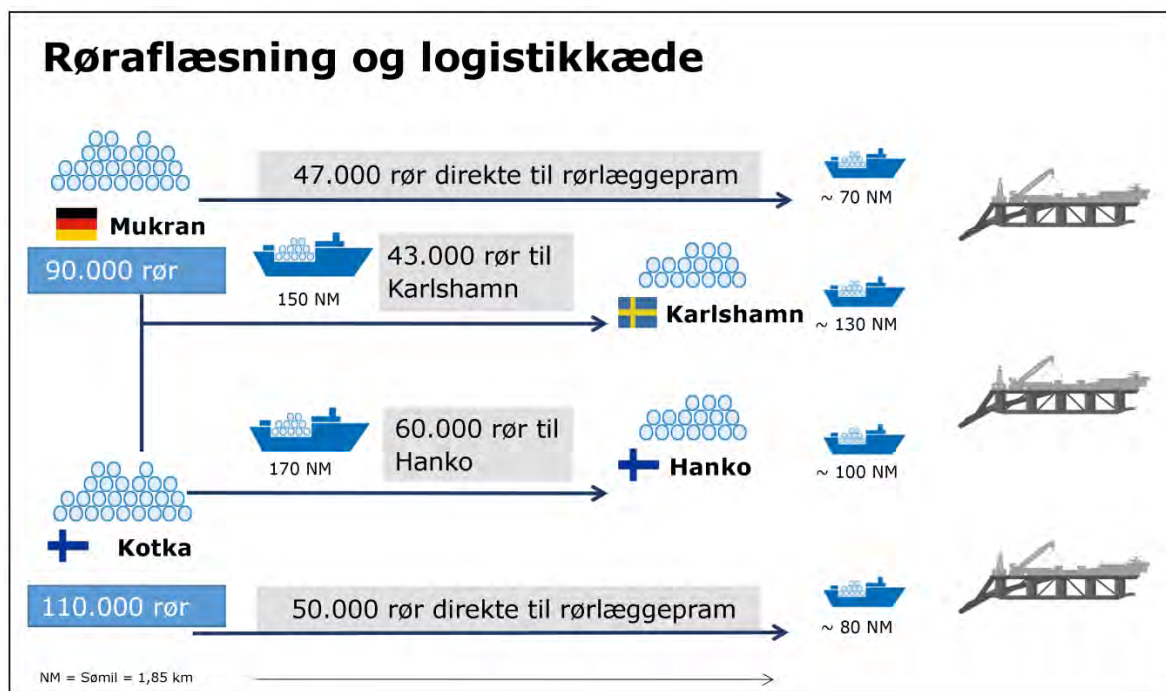 Røraflæsning og logistikkæde
47.000 rør direkte til rørlæggepram
~ 70 NM
Mukran
90.000 rør
150 NM
43.000 rør til
Karlshamn
Karlshamn
~ 130 NM
170 NM
60.000 rør til
Hanko
Hanko
~ 100 NM
Kotka
110.000 rør
50.000 rør direkte til rørlæggepram
~ 80 NM
NM = Sømil = 1,85 km